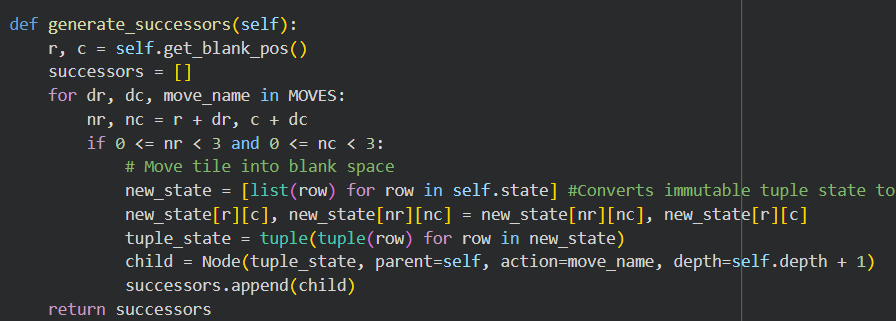 def generate_successors(self):
    r, c = self.get_blank_pos()
    successors = []
    for dr, dc, move_name in MOVES:
        nr, nc = r + dr, c + dc
        if 0 <= nr < 3 and 0 <= nc < 3:
            # Move tile into blank space
            new_state = [list(row) for row in self.state] #Converts immutable tuple state to
            new_state[r][c], new_state[nr][nc] = new_state[nr][nc], new_state[r][c]
            tuple_state = tuple(tuple(row) for row in new_state)
            child = Node(tuple_state, parent=self, action=move_name, depth=self.depth + 1)
            successors.append(child)
    return successors